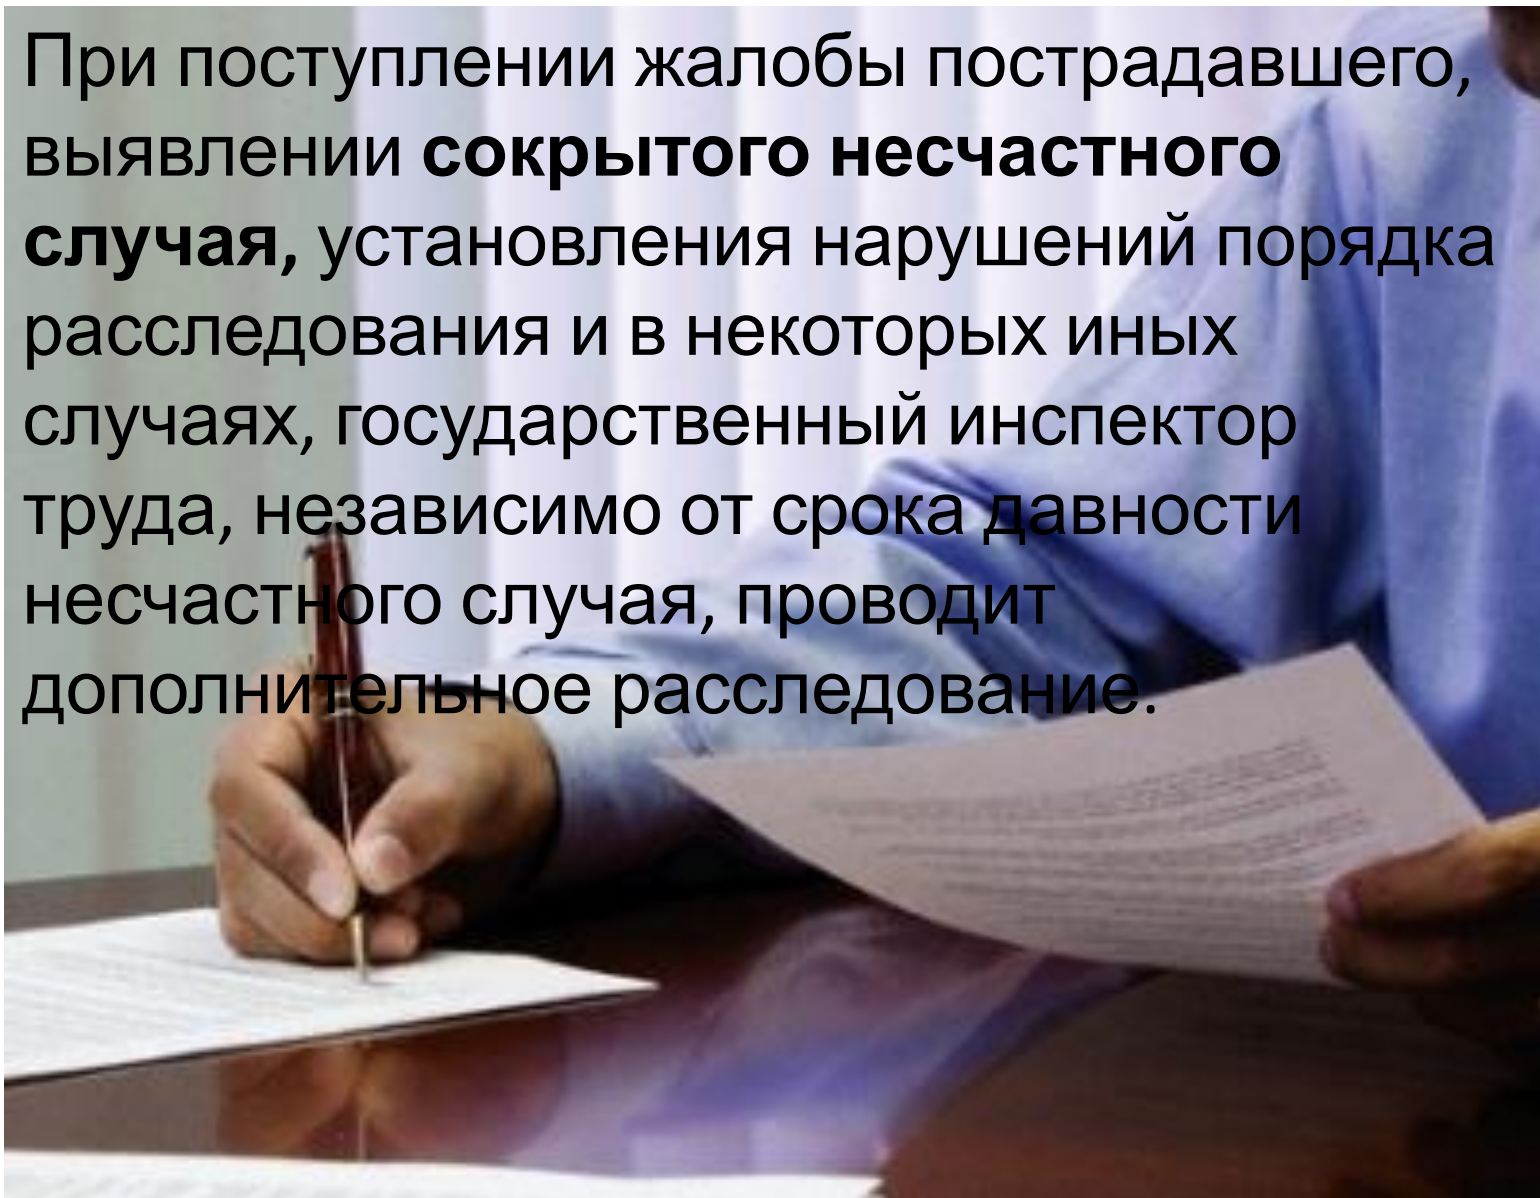 При поступлении жалобы пострадавшего,
выявлении сокрытого несчастного
случая, установления нарушений порядка
расследования и в некоторых иных
случаях, государственный инспектор
труда, независимо от срока давности
несчастного случая, проводит
дополнительное расследование.